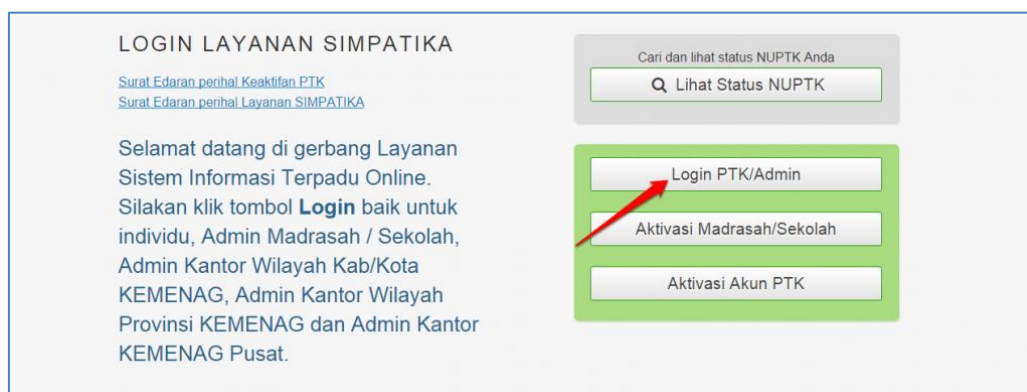 LOGIN LAYANAN SIMPATIKA
Surat Edaran perihal Keaktifan PTK
Surat Edaran perihal Layanan SIMPATIKA
Selamat datang di gerbang Layanan
Sistem Informasi Terpadu Online.
Silakan klik tombol Login baik untuk
individu, Admin Madrasah / Sekolah,
Admin Kantor Wilayah Kab/Kota
KEMENAG, Admin Kantor Wilayah
Provinsi KEMENAG dan Admin Kantor
KEMENAG Pusat.
Cari dan lihat status NUPTK Anda
Lihat Status NUPTK
Login PTK/Admin
Aktivasi Madrasah/Sekolah
Aktivasi Akun PTK